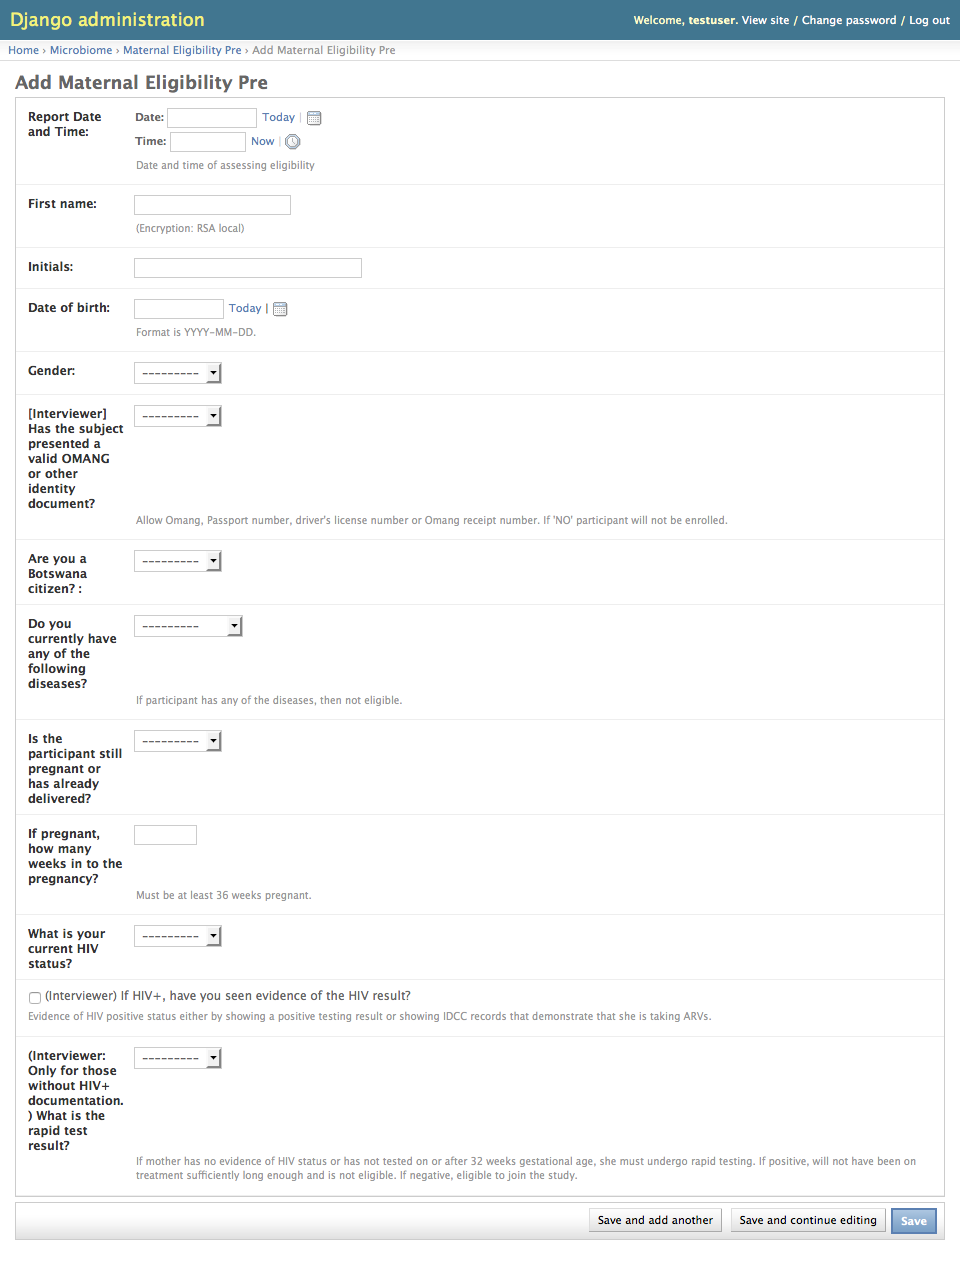 Django administration
Welcome, testuser. View site / Change password / Log out
Home › Microbiome › Maternal Eligibility Pre › Add Maternal Eligibility Pre
Add Maternal Eligibility Pre
Report Date
and Time:
Date: Today |
Time: Now |
Date and time of assessing eligibility
First name:
(Encryption: RSA local)
Initials:
Date of birth:
Today |
Format is YYYY-MM-DD.
Gender:
---------
[Interviewer]
Has the subject
presented a
valid OMANG
or other
identity
document?
---------
Allow Omang, Passport number, driver's license number or Omang receipt number. If 'NO' participant will not be enrolled.
Are you a
Botswana
citizen? :
---------
Do you
currently have
any of the
following
diseases?
---------
If participant has any of the diseases, then not eligible.
Is the
participant still
pregnant or
has already
delivered?
---------
If pregnant,
how many
weeks in to the
pregnancy?
Must be at least 36 weeks pregnant.
What is your
current HIV
status?
---------
(Interviewer) If HIV+, have you seen evidence of the HIV result?
Evidence of HIV positive status either by showing a positive testing result or showing IDCC records that demonstrate that she is taking ARVs.
(Interviewer:
Only for those
without HIV+
documentation.
) What is the
rapid test
result?
---------
If mother has no evidence of HIV status or has not tested on or after 32 weeks gestational age, she must undergo rapid testing. If positive, will not have been on
treatment sufficiently long enough and is not eligible. If negative, eligible to join the study.
Save and add another
Save and continue editing
Save